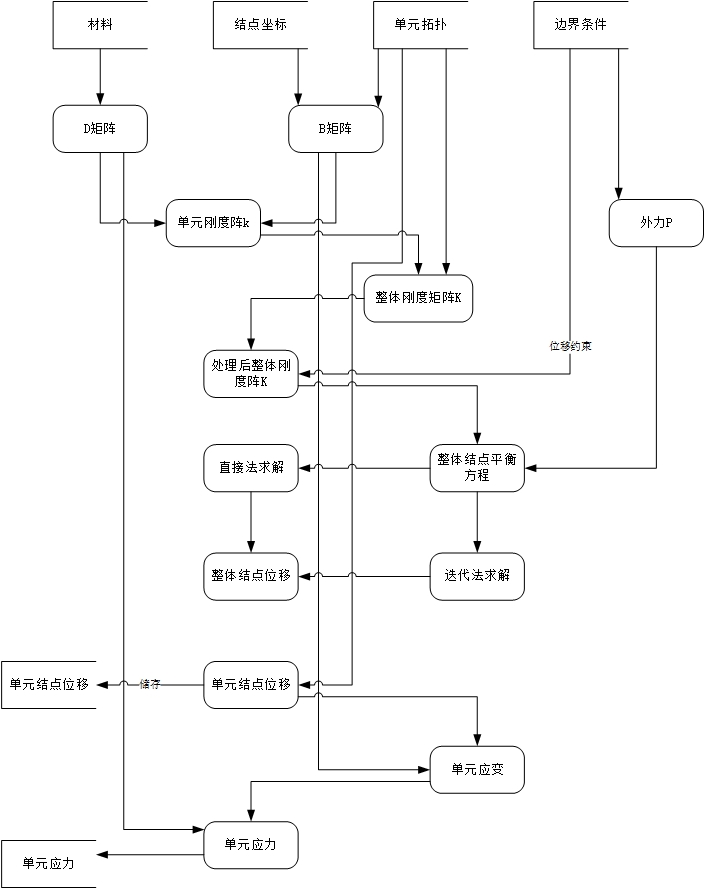 材料
结点坐标
单元拓扑
边界条件
D矩阵
B矩阵
单元刚度阵k
外力P
整体刚度矩阵K
位移约束
处理后整体刚
度阵K
直接法求解
整体结点平衡
方程
整体结点位移
迭代法求解
单元结点位移
储存
单元结点位移
单元应变
单元应力
单元应力